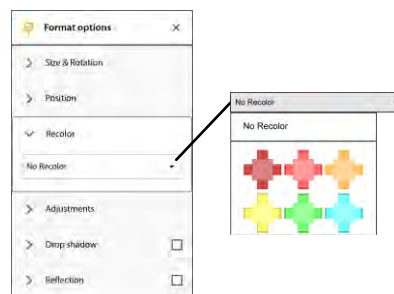 Format options
Size & Rotation
Position
Recolor
No Recolor
Adjustments
Drop shadow
Reflection
No Recolor
No Recolor